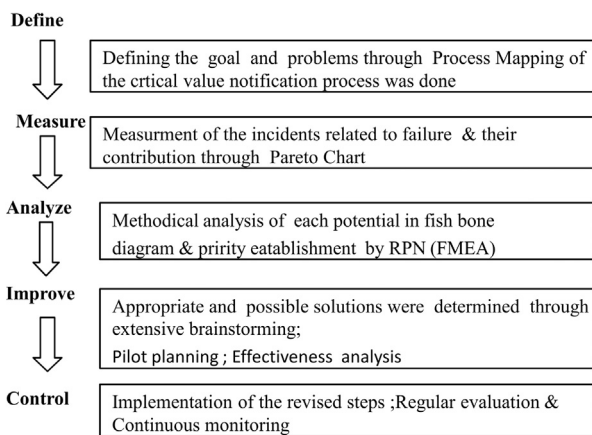 Define
Defining the goal and problems through Process Mapping of
the crtical value notification process was done
Measure
Measurment of the incidents related to failure & their
contribution through Pareto Chart
Analyze
Methodical analysis of each potential in fish bone
diagram & pririty eatablishment by RPN (FMEA)
Improve
Appropriate and possible solutions were determined through
extensive brainstorming;
Pilot planning ; Effectiveness analysis
Control
Implementation of the revised steps ;Regular evaluation &
Continuous monitoring